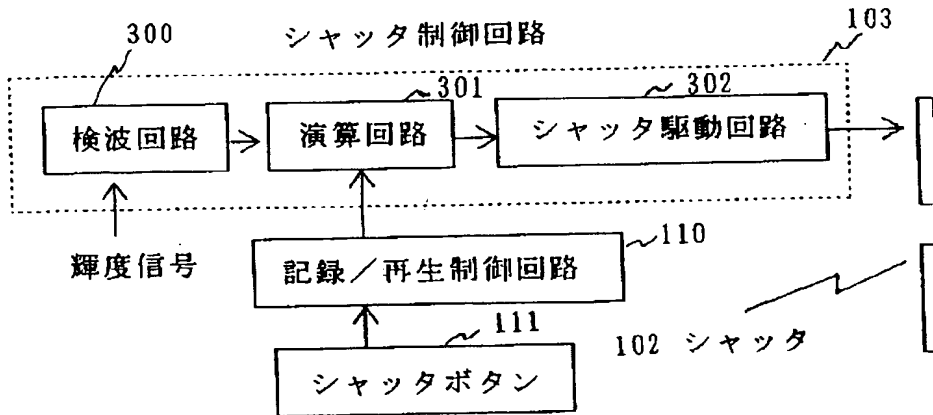 300
シャッタ制御回路
103
301
302
検波回路
演算回路
シャッタ駆動回路
輝度信号
110
記録／再生制御回路
111
102 シャッタ
シャッタボタン